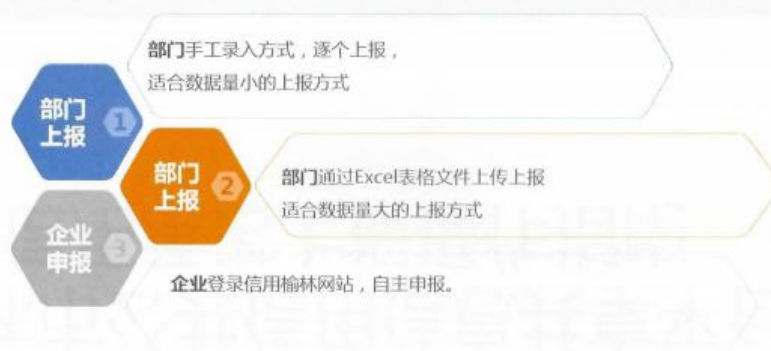 部门手工录入方式，逐个上报，
适合数据量小的上报方式
部门
上报
1
部门
上报
2
部门通过Excel表格文件上传上报
适合数据量大的上报方式
企业
申报
3
企业登录信用榆林网站，自主申报。